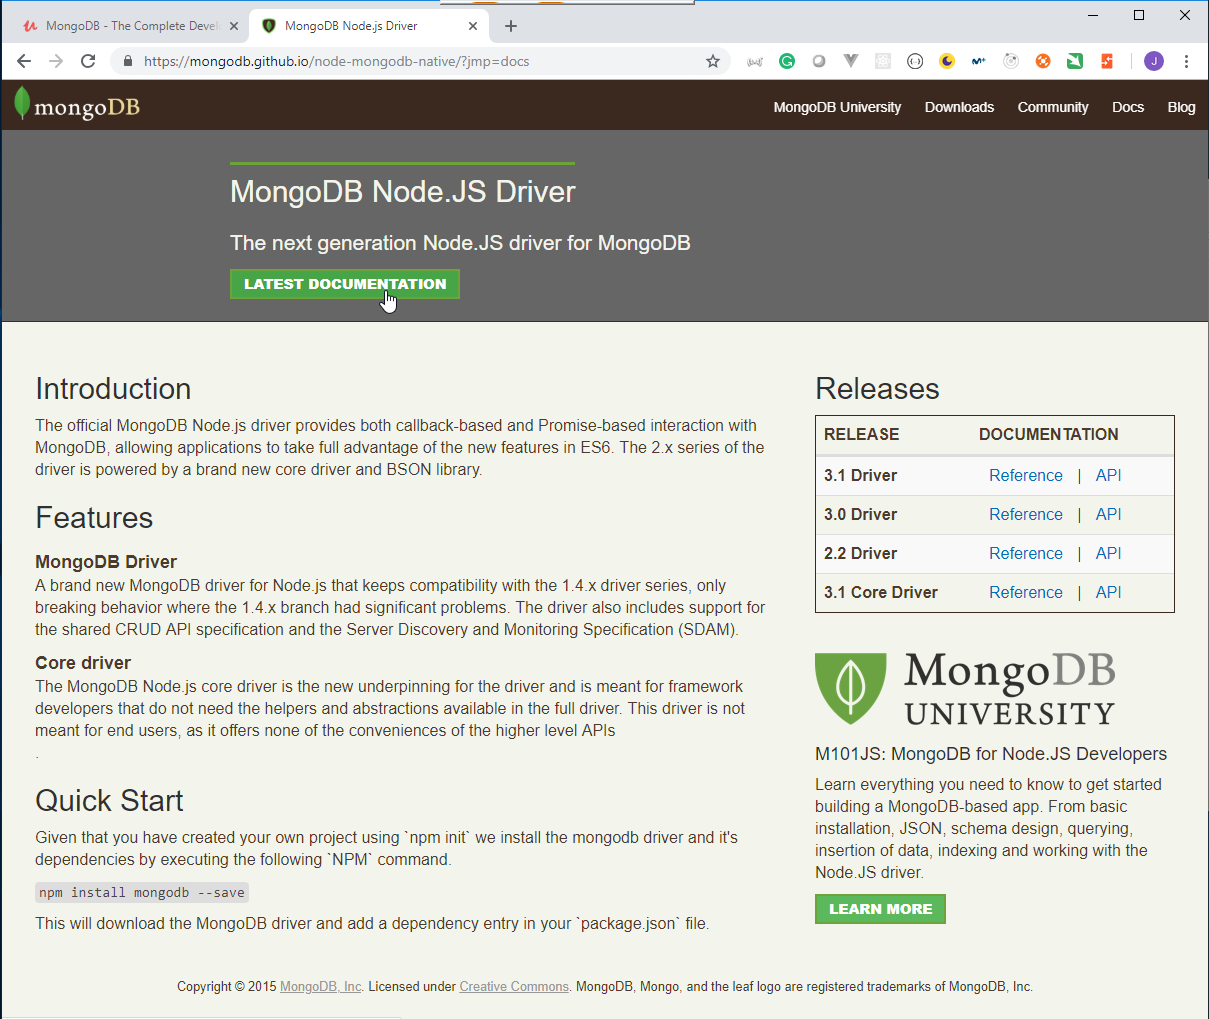 MongoDB - The Complete Devel
MongoDB Node.js Driver
https://mongodb.github.io/node-mongodb-native/?jmp=docs
J
mongoDB
MongoDB University Downloads Community Docs Blog
MongoDB Node.JS Driver
The next generation Node.JS driver for MongoDB
LATEST DOCUMENTATION
Introduction
The official MongoDB Node.js driver provides both callback-based and Promise-based interaction with
MongoDB, allowing applications to take full advantage of the new features in ES6. The 2.x series of the
driver is powered by a brand new core driver and BSON library.
Features
MongoDB Driver
A brand new MongoDB driver for Node.js that keeps compatibility with the 1.4.x driver series, only
breaking behavior where the 1.4.x branch had significant problems. The driver also includes support for
the shared CRUD API specification and the Server Discovery and Monitoring Specification (SDAM).
Core driver
The MongoDB Node.js core driver is the new underpinning for the driver and is meant for framework
developers that do not need the helpers and abstractions available in the full driver. This driver is not
meant for end users, as it offers none of the conveniences of the higher level APIs
.
Quick Start
Given that you have created your own project using `npm init` we install the mongodb driver and it's
dependencies by executing the following `NPM` command.
npm install mongodb --save
This will download the MongoDB driver and add a dependency entry in your `package.json` file.
Releases
RELEASE DOCUMENTATION
3.1 Driver Reference | API
3.0 Driver Reference | API
2.2 Driver Reference | API
3.1 Core Driver Reference | API
MongoDB
UNIVERSITY
M101JS: MongoDB for Node.JS Developers
Learn everything you need to know to get started
building a MongoDB-based app. From basic
installation, JSON, schema design, querying,
insertion of data, indexing and working with the
Node.JS driver.
LEARN MORE
Copyright © 2015 MongoDB, Inc. Licensed under Creative Commons. MongoDB, Mongo, and the leaf logo are registered trademarks of MongoDB, Inc.